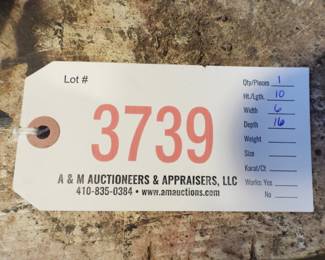 Lot #
3739
A & M AUCTIONEERS & APPRAISERS, LLC
410-835-0384 • www.amauctions.com
Qty/Pieces 1
Ht./Lgth. 10
Width 6
Depth 16
Weight
Size
Karat/Ct
Works: Yes
No